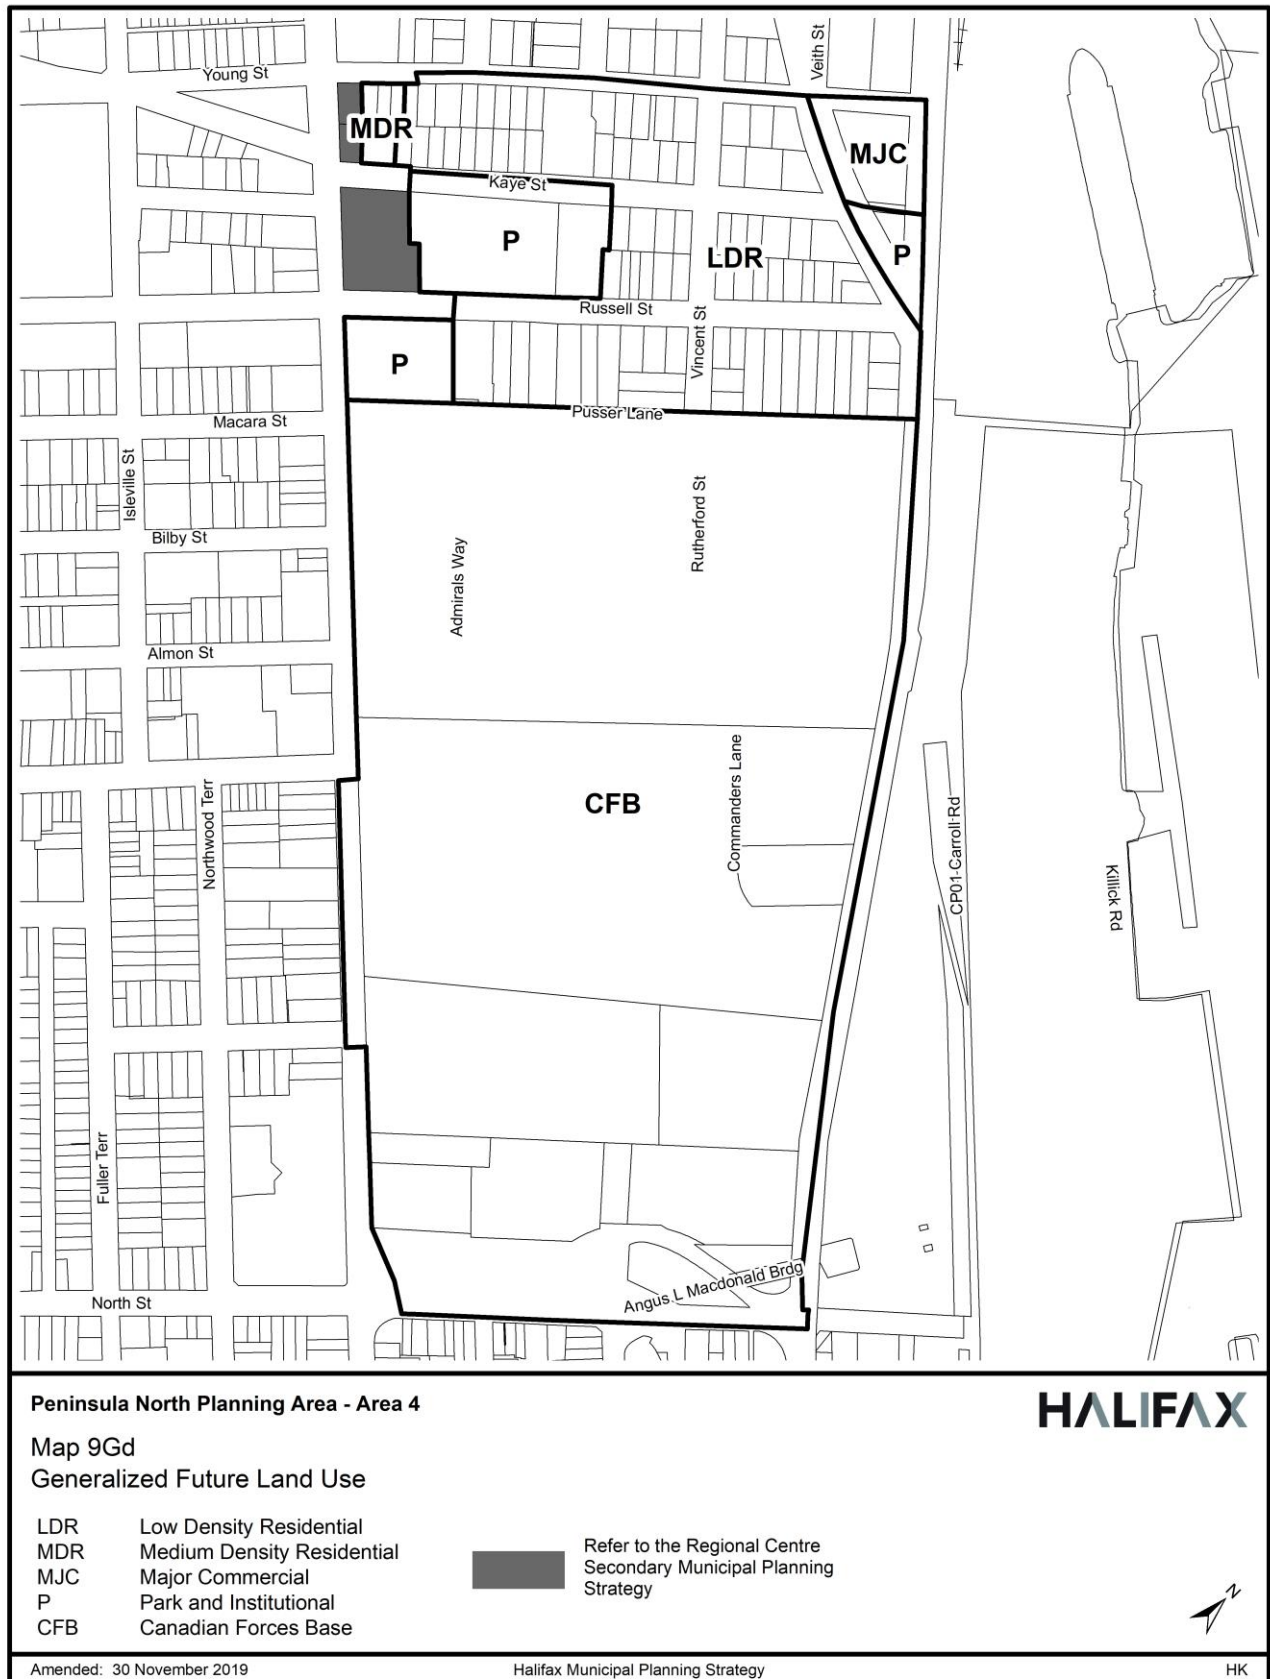 Veith St
Young St
MDR
MJC
Kaye St
P
LDR
P
Russell St
Vincent St
P
Pusser Lane
Macara St
Isleville St
Rutherford St
Bilby St
Admirals Way
Almon St
Commanders Lane
CFB
Northwood Terr
CP01-Carroll-Rd
Killick Rd
Fuller Terr
Angus L Macdonald Brdg
North St
Peninsula North Planning Area - Area 4
HALIFAX
Map 9Gd
Generalized Future Land Use
LDR Low Density Residential
MDR Medium Density Residential
MJC Major Commercial
P Park and Institutional
CFB Canadian Forces Base
Refer to the Regional Centre
Secondary Municipal Planning
Strategy
N
Amended: 30 November 2019 Halifax Municipal Planning Strategy HK